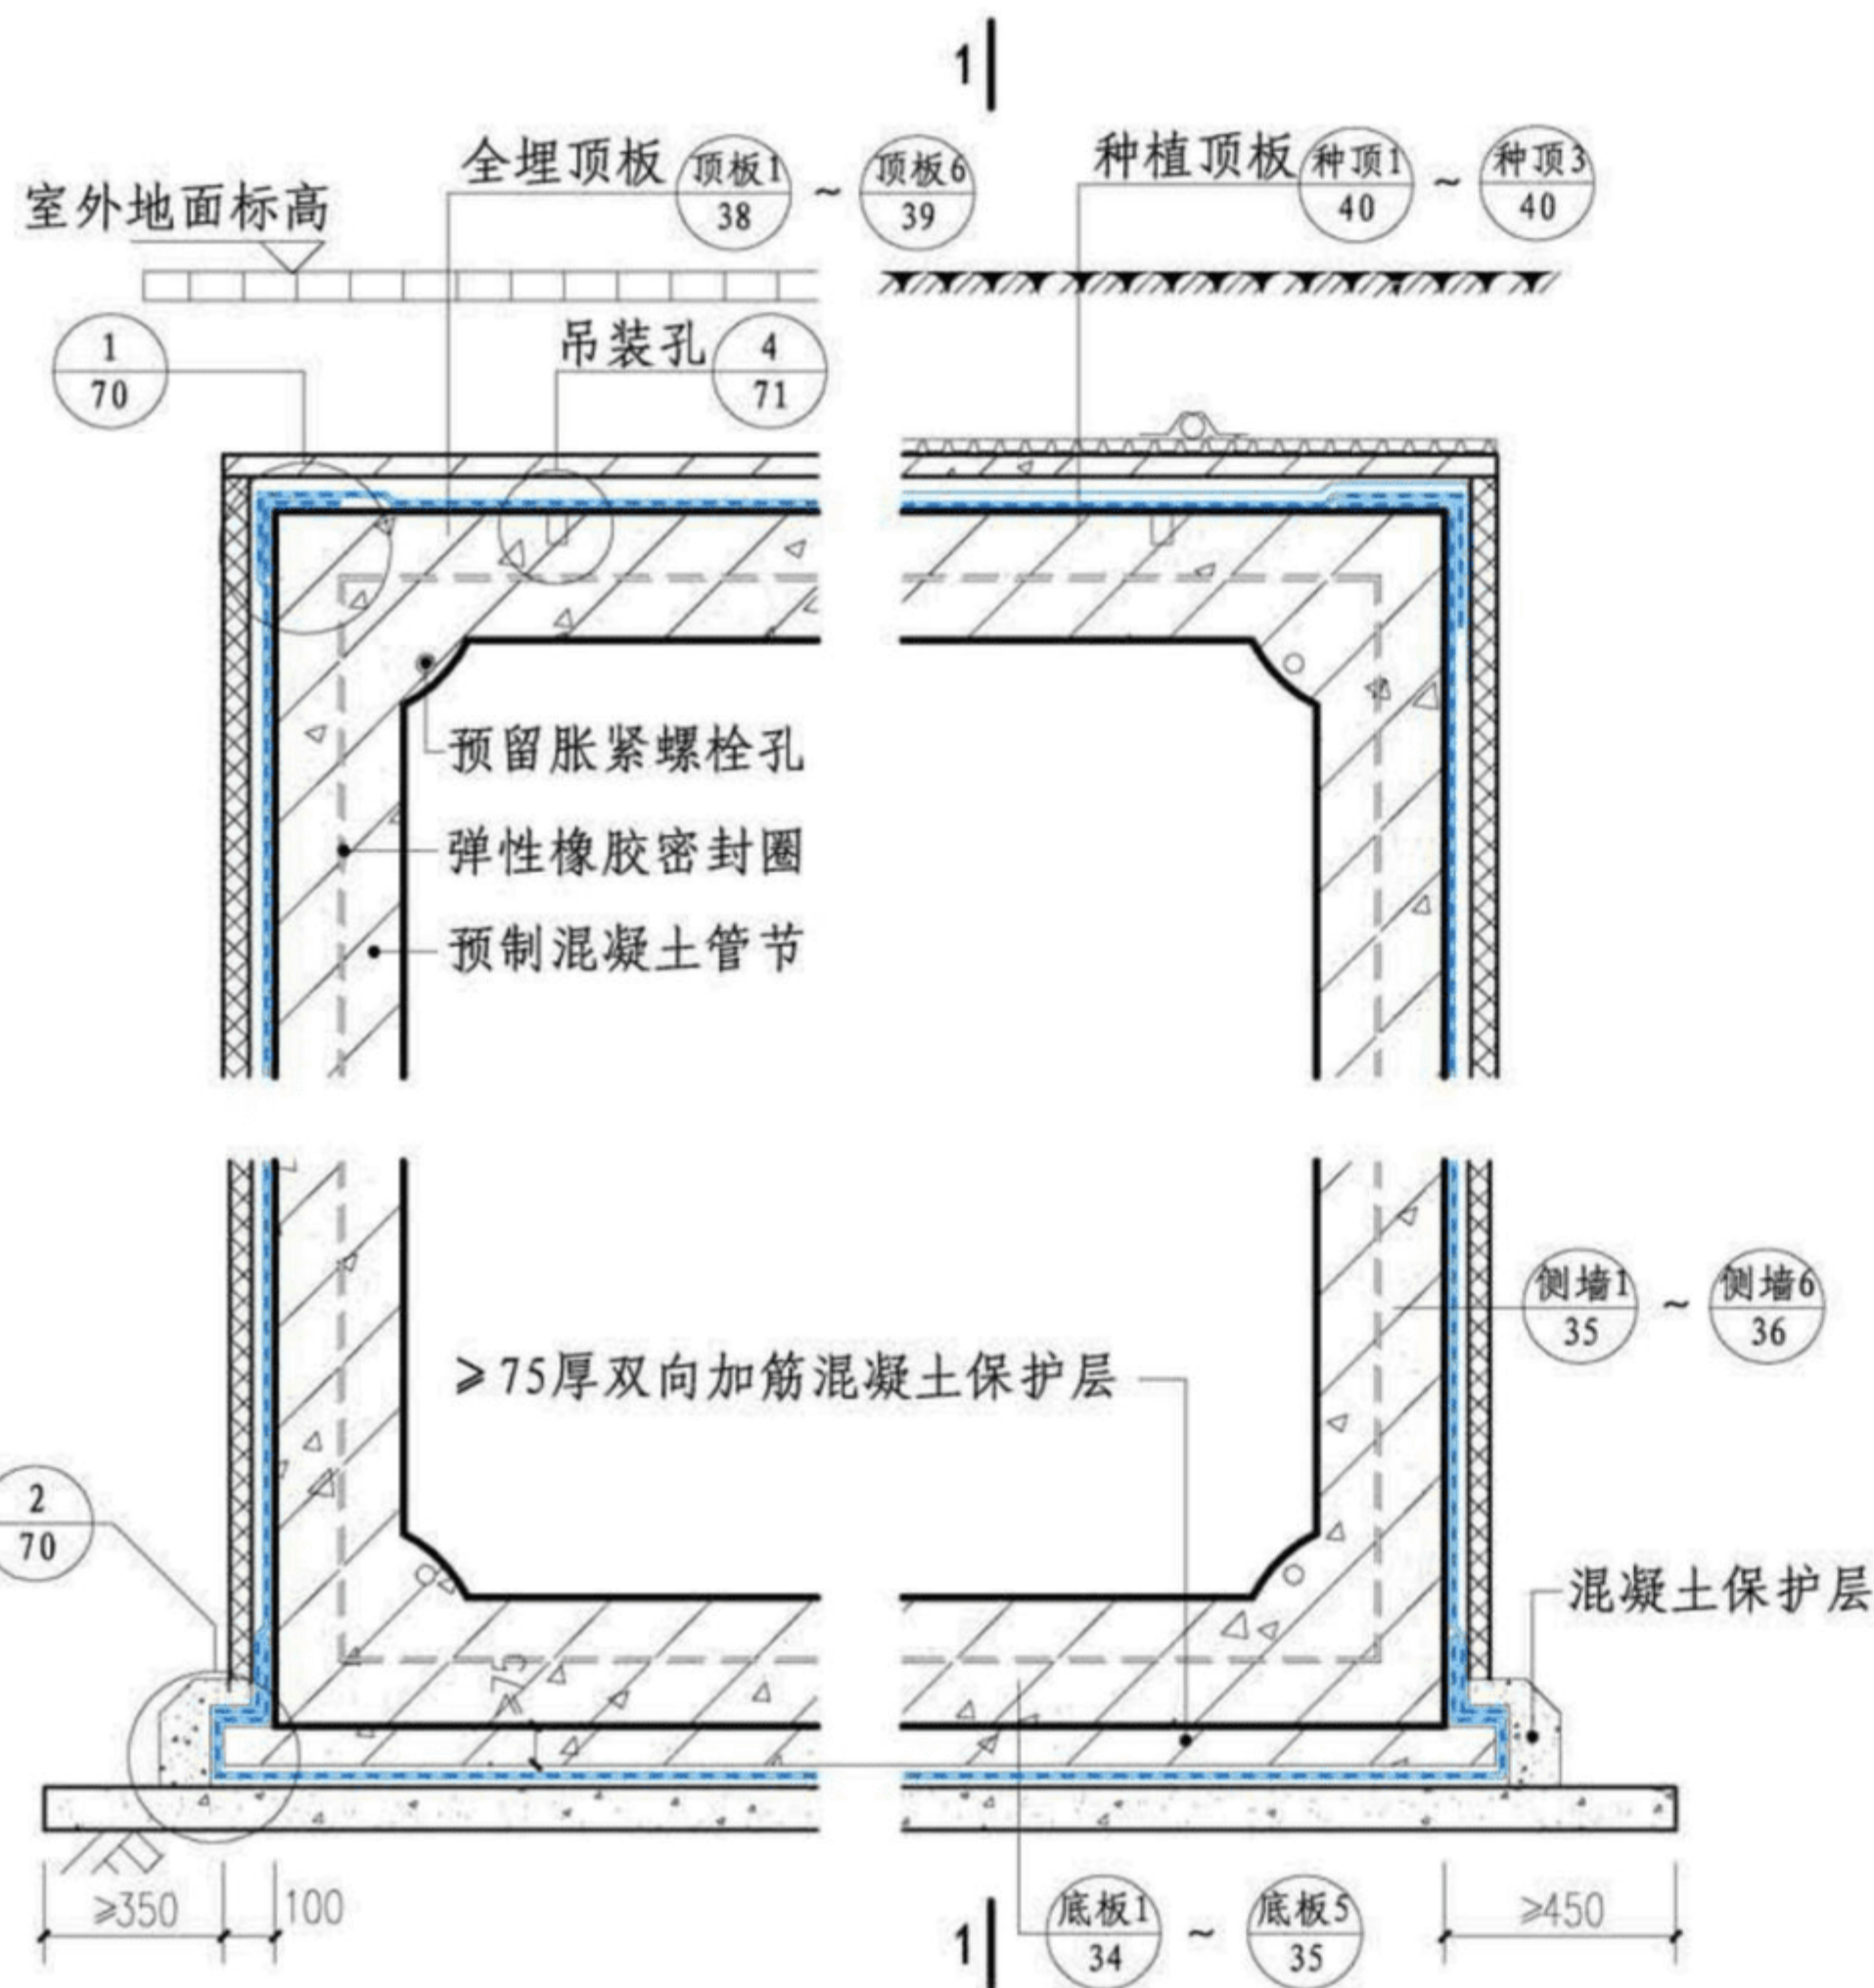 1
全埋顶板 顶板1 38 ~ 顶板6 39
种植顶板 种顶1 40 ~ 种顶3 40
室外地面标高
1 70
吊装孔 4 71
预留胀紧螺栓孔
弹性橡胶密封圈
预制混凝土管节
侧墙1 35 ~ 侧墙6 36
≥75厚双向加筋混凝土保护层
2 70
混凝土保护层
≥75
≥350
100
1
底板1 34 ~ 底板5 35
≥450